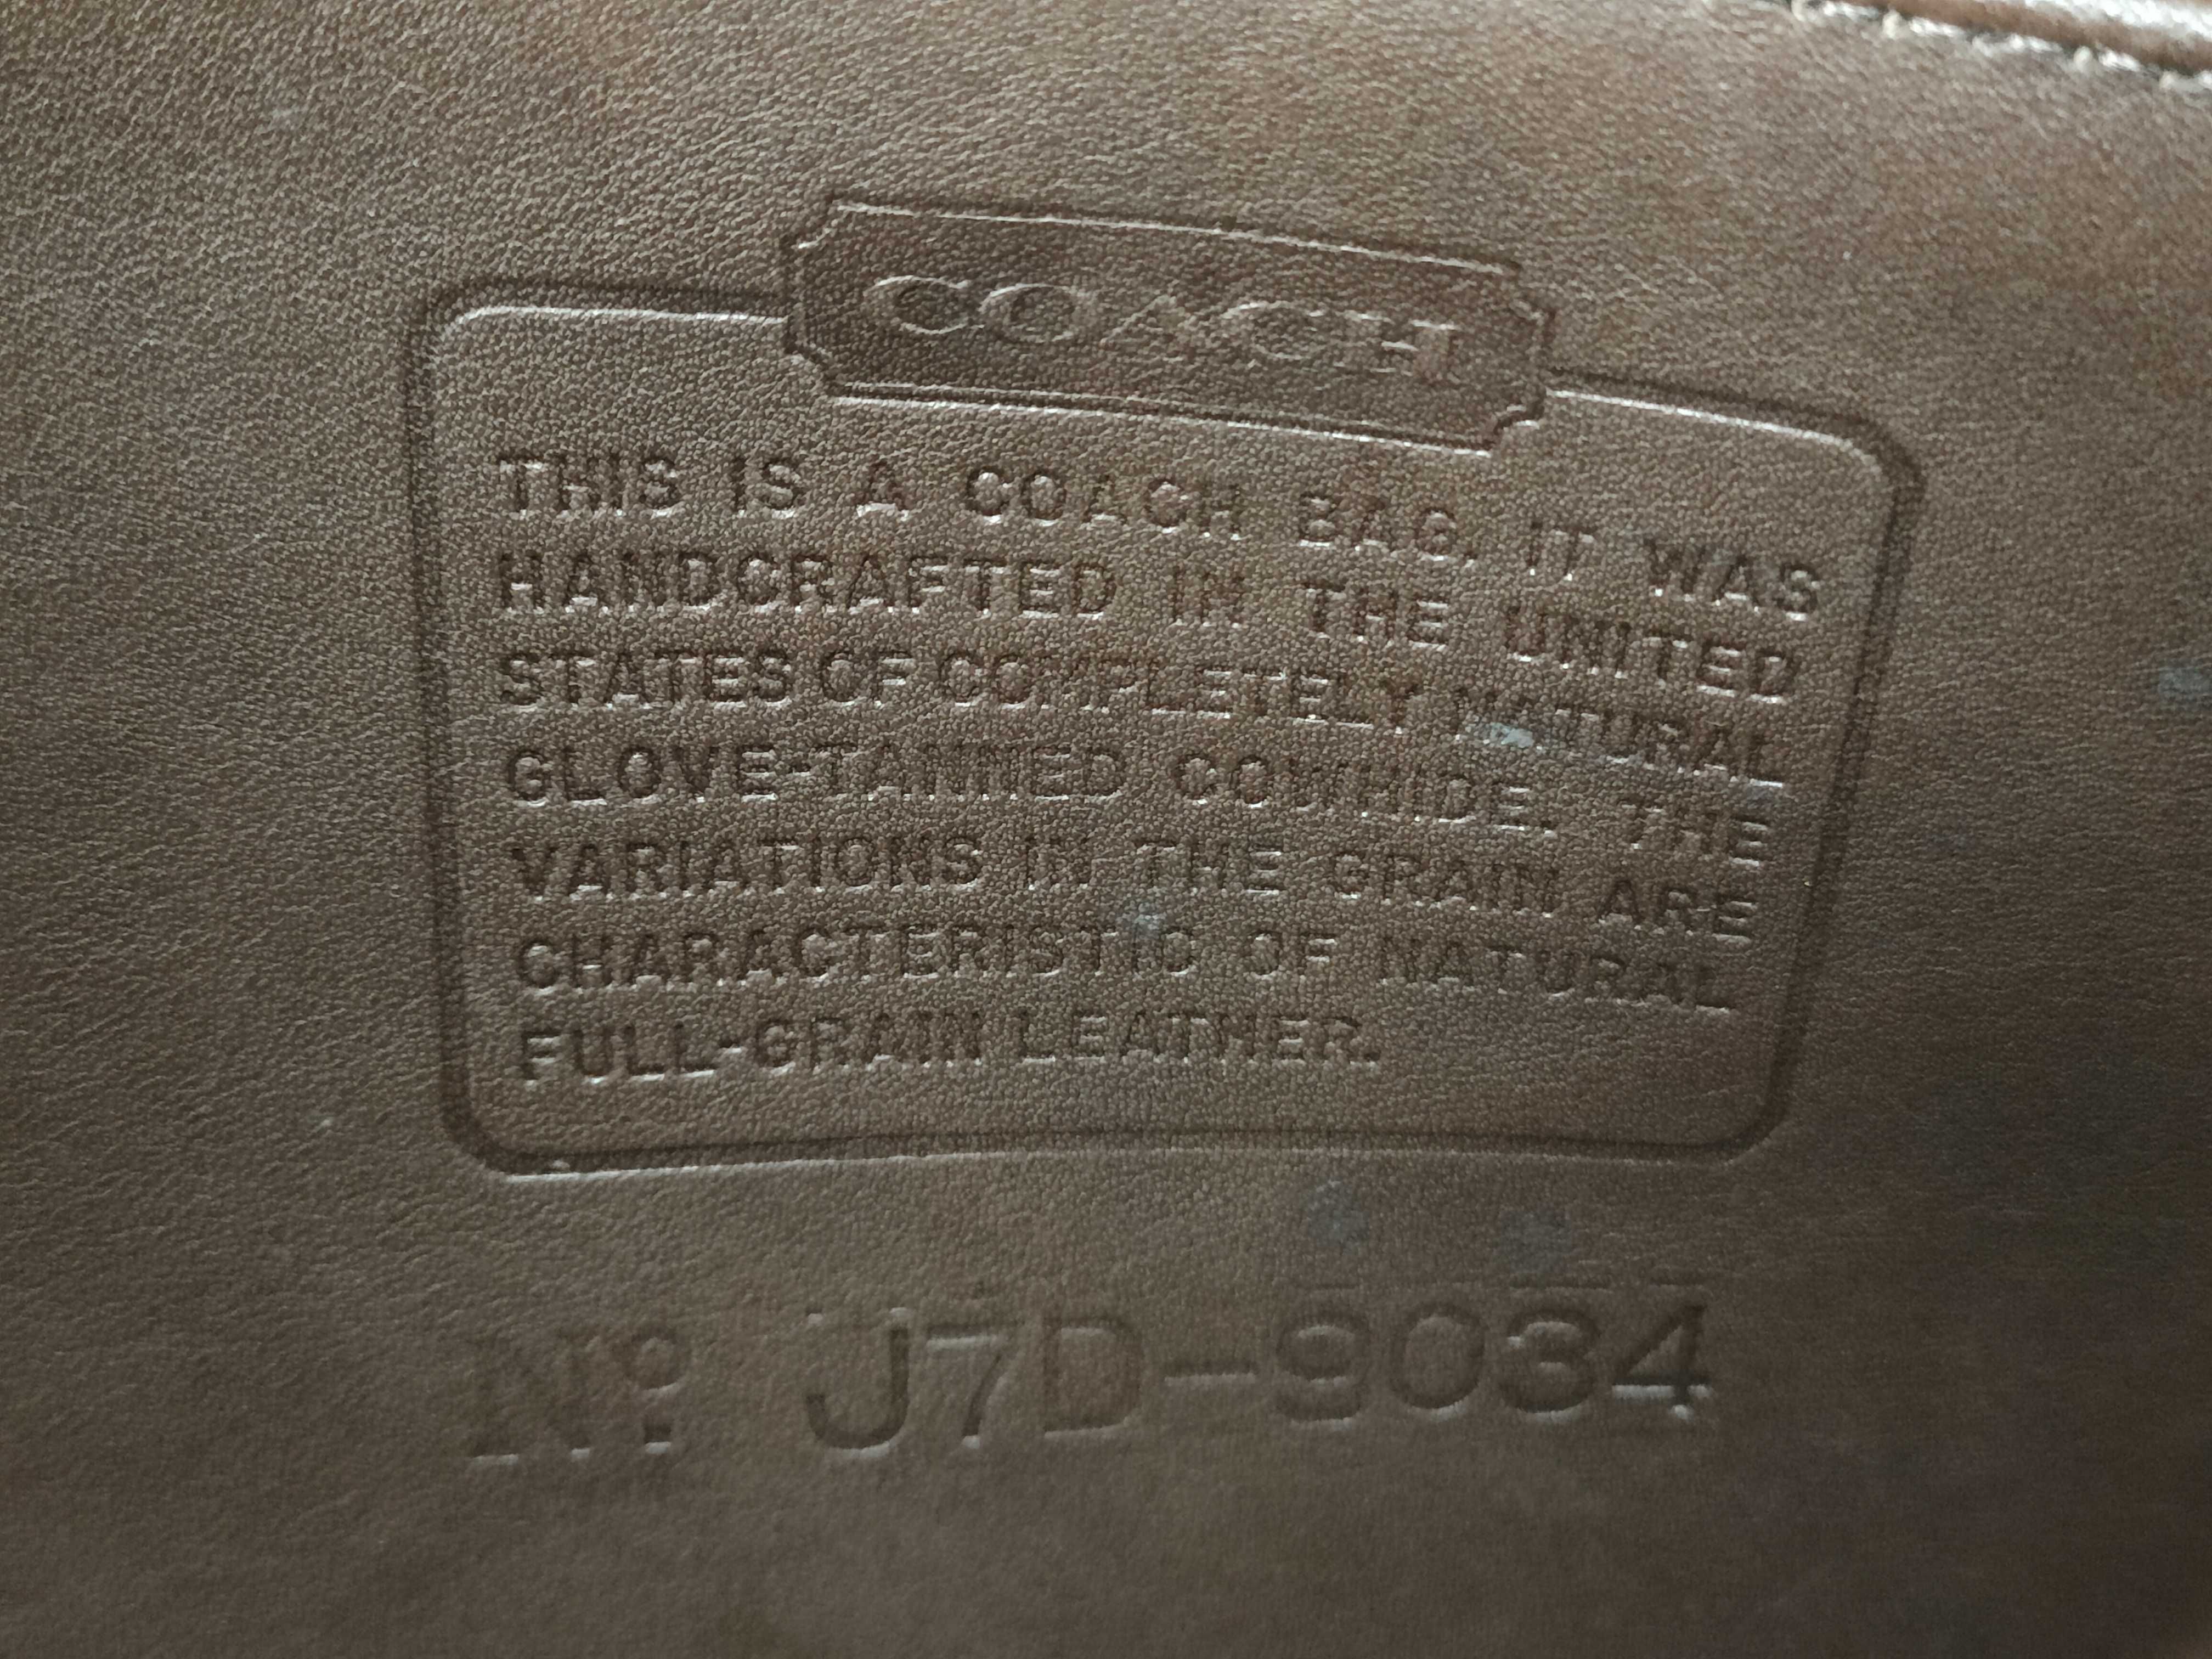 COACH
THIS IS A COACH BAG. IT WAS
HANDCRAFTED IN THE UNITED
STATES OF COMPLETELY NATURAL
GLOVE-TANNED COWHIDE. THE
VARIATIONS IN THE GRAIN ARE
CHARACTERISTIC OF NATURAL
FULL-GRAIN LEATHER.
Nº J7D-9034